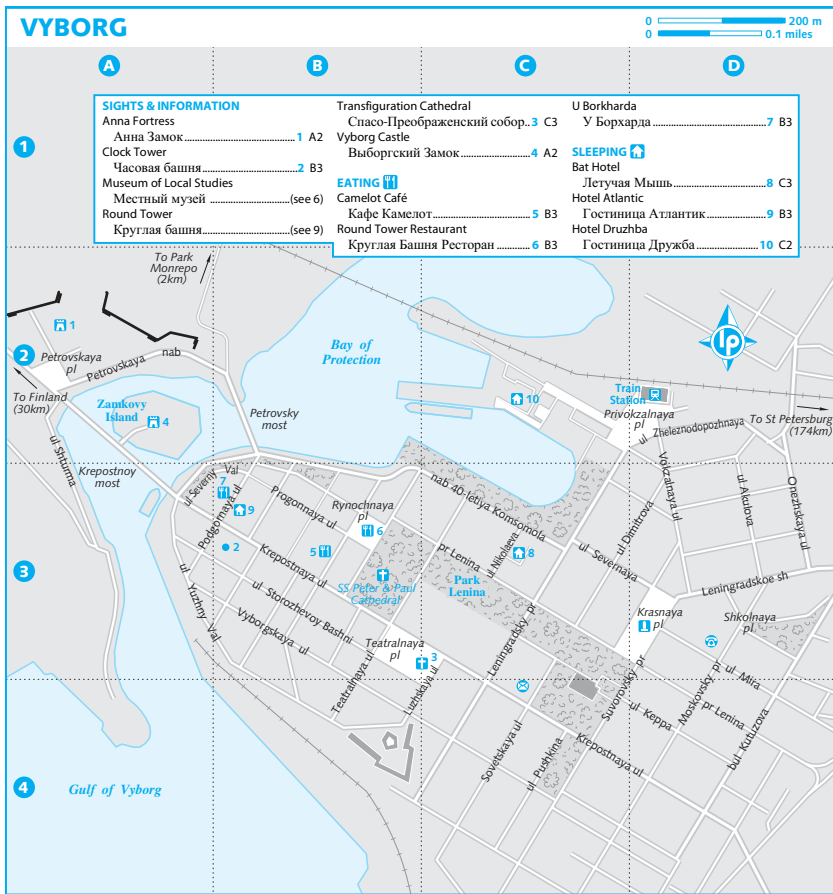 VYBORG
0 200 m
0 0.1 miles
A B C D
SIGHTS & INFORMATION
Anna Fortress
Анна Замок 1 A2
Clock Tower
Часовая башня 2 B3
Museum of Local Studies
Местный музей (see 6)
Round Tower
Круглая башня (see 9)
Transfiguration Cathedral
Спасо-Преображенский собор 3 C3
Vyborg Castle
Выборгский Замок 4 A2
EATING
Camelot Café
Кафе Камелот 5 B3
Round Tower Restaurant
Круглая Башня Ресторан 6 B3
U Borkharda
У Борхарда 7 B3
SLEEPING
Bat Hotel
Летучая Мышь 8 C3
Hotel Atlantic
Гостиница Атлантик 9 B3
Hotel Druzhba
Гостиница Дружба 10 C2
1
To Park
Monrepo
(2km)
1
2
Petrovskaya
pl
Petrovskaya nab
Bay of
Protection
lp
To Finland
(30km)
Zamkovy
Island
4
Petrovsky
most
10
Train
Station
Privokzalnaya
pl
To St Petersburg
(174km)
ul Zheleznodopozhnaya
ul Shturma
Krepostnoy
most
ul Severny Val
7
9
Podgornaya ul
2
Progonnaya ul
Rynochnaya
pl
6
5
nab 40-letiya Komsomola
pr Lenina
ul Nikolaeva
8
ul Severnaya
ul Dimitrova
Vokzalnaya ul
ul Akulova
Onezhskaya ul
3
Krepostnaya ul
SS Peter & Paul
Cathedral
Park
Lenina
Leningradskoe sh
ul Yuzhny Val
ul Storozhevoy Bashni
Vyborgskaya ul
Teatralnaya
pl
3
Leningradsky pr
Krasnaya
pl
Shkolnaya
pl
Teatralnaya ul
Luzhskaya ul
Suvorovsky pr
Moskovsky pr
ul Mira
ul Keppa
pr Lenina
bul Kutuzova
Sovetskaya ul
ul Pushkina
Krepostnaya ul
4
Gulf of Vyborg